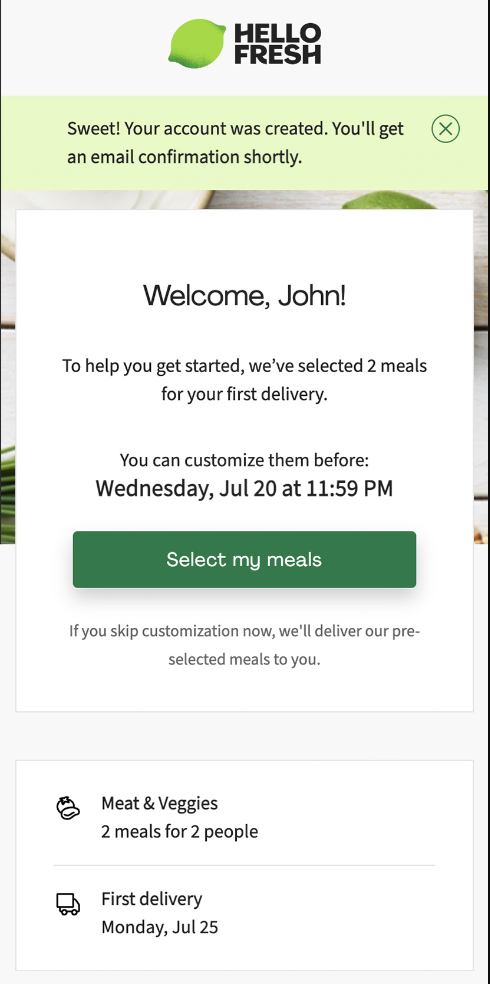 HELLO
FRESH
Sweet! Your account was created. You'll get
an email confirmation shortly.
Welcome, John!
To help you get started, we’ve selected 2 meals
for your first delivery.
You can customize them before:
Wednesday, Jul 20 at 11:59 PM
Select my meals
If you skip customization now, we'll deliver our pre-
selected meals to you.
Meat & Veggies
2 meals for 2 people
First delivery
Monday, Jul 25